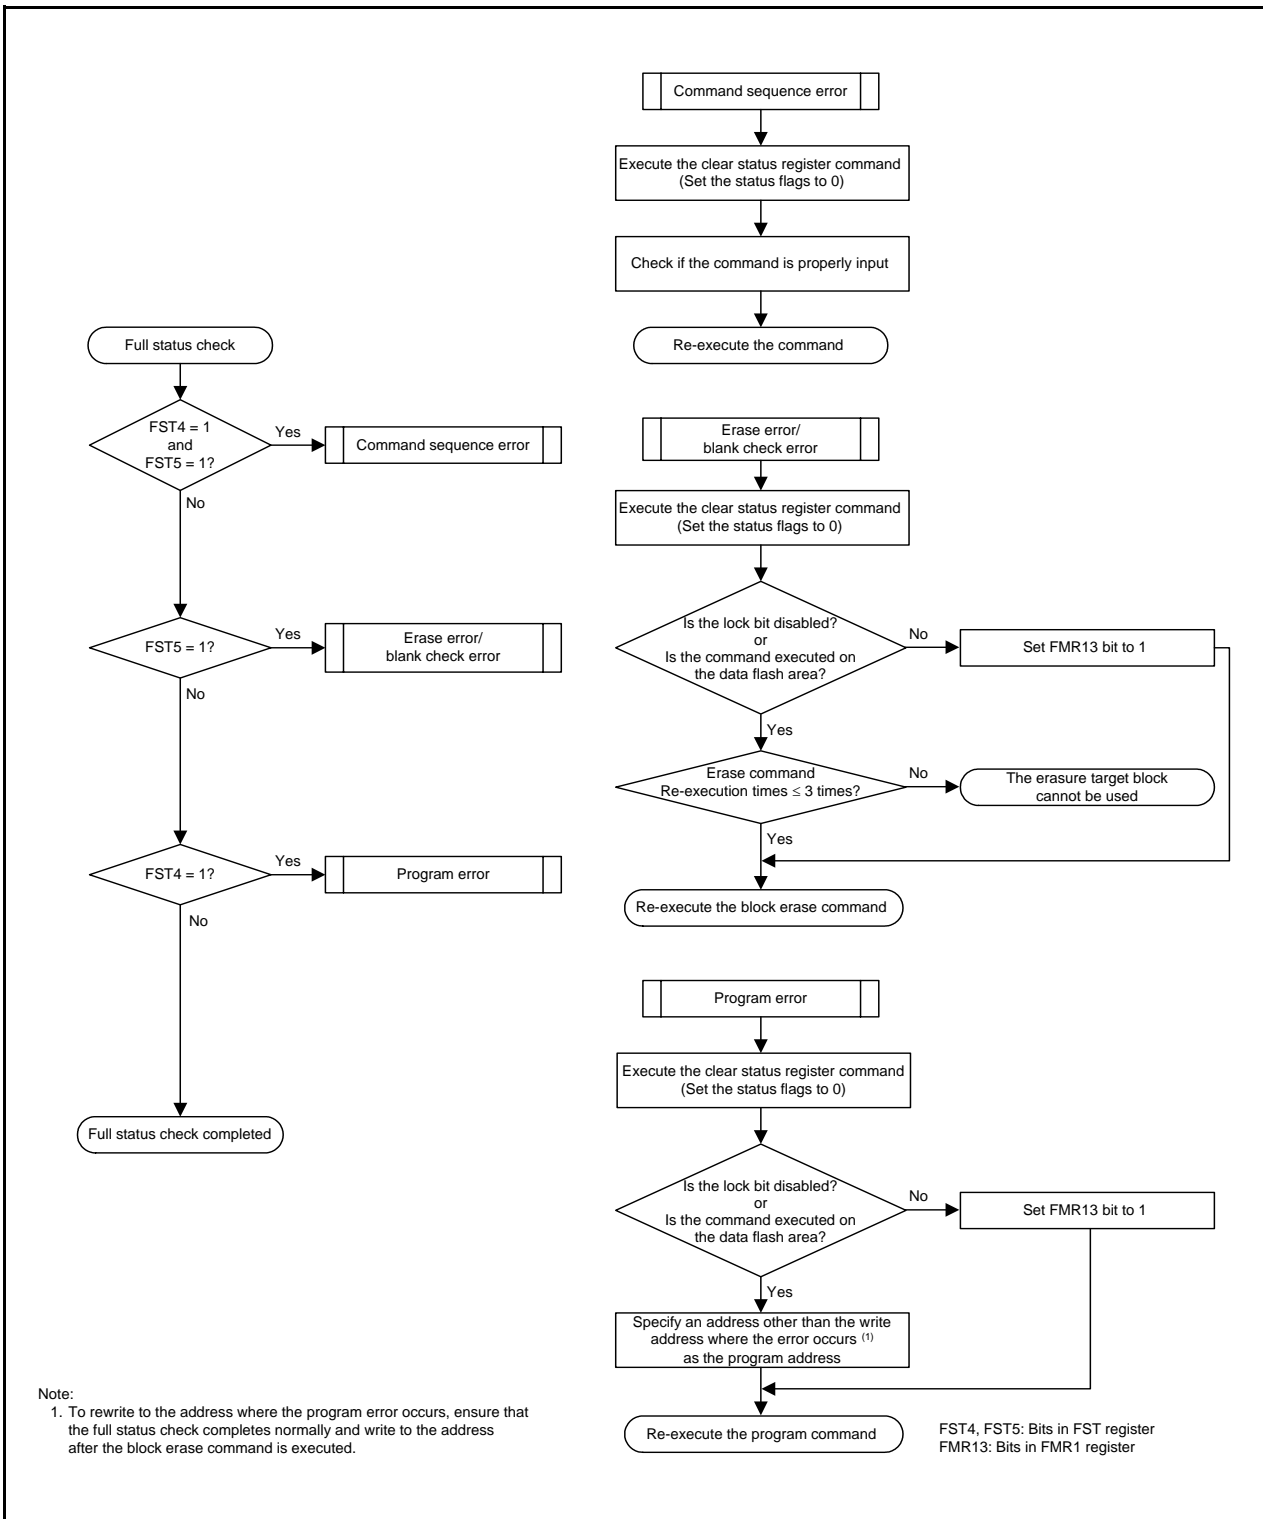 Full status check
FST4 = 1
and
FST5 = 1?
Yes
Command sequence error
No
FST5 = 1?
Yes
Erase error/
blank check error
No
FST4 = 1?
Yes
Program error
No
Full status check completed
Command sequence error
Execute the clear status register command
(Set the status flags to 0)
Check if the command is properly input
Re-execute the command
Erase error/
blank check error
Execute the clear status register command
(Set the status flags to 0)
Is the lock bit disabled?
or
Is the command executed on
the data flash area?
No
Set FMR13 bit to 1
Yes
Erase command
Re-execution times ≤ 3 times?
No
The erasure target block
cannot be used
Yes
Re-execute the block erase command
Program error
Execute the clear status register command
(Set the status flags to 0)
Is the lock bit disabled?
or
Is the command executed on
the data flash area?
No
Set FMR13 bit to 1
Yes
Specify an address other than the write
address where the error occurs (1)
as the program address
Re-execute the program command
Note:
1. To rewrite to the address where the program error occurs, ensure that
the full status check completes normally and write to the address
after the block erase command is executed.
FST4, FST5: Bits in FST register
FMR13: Bits in FMR1 register